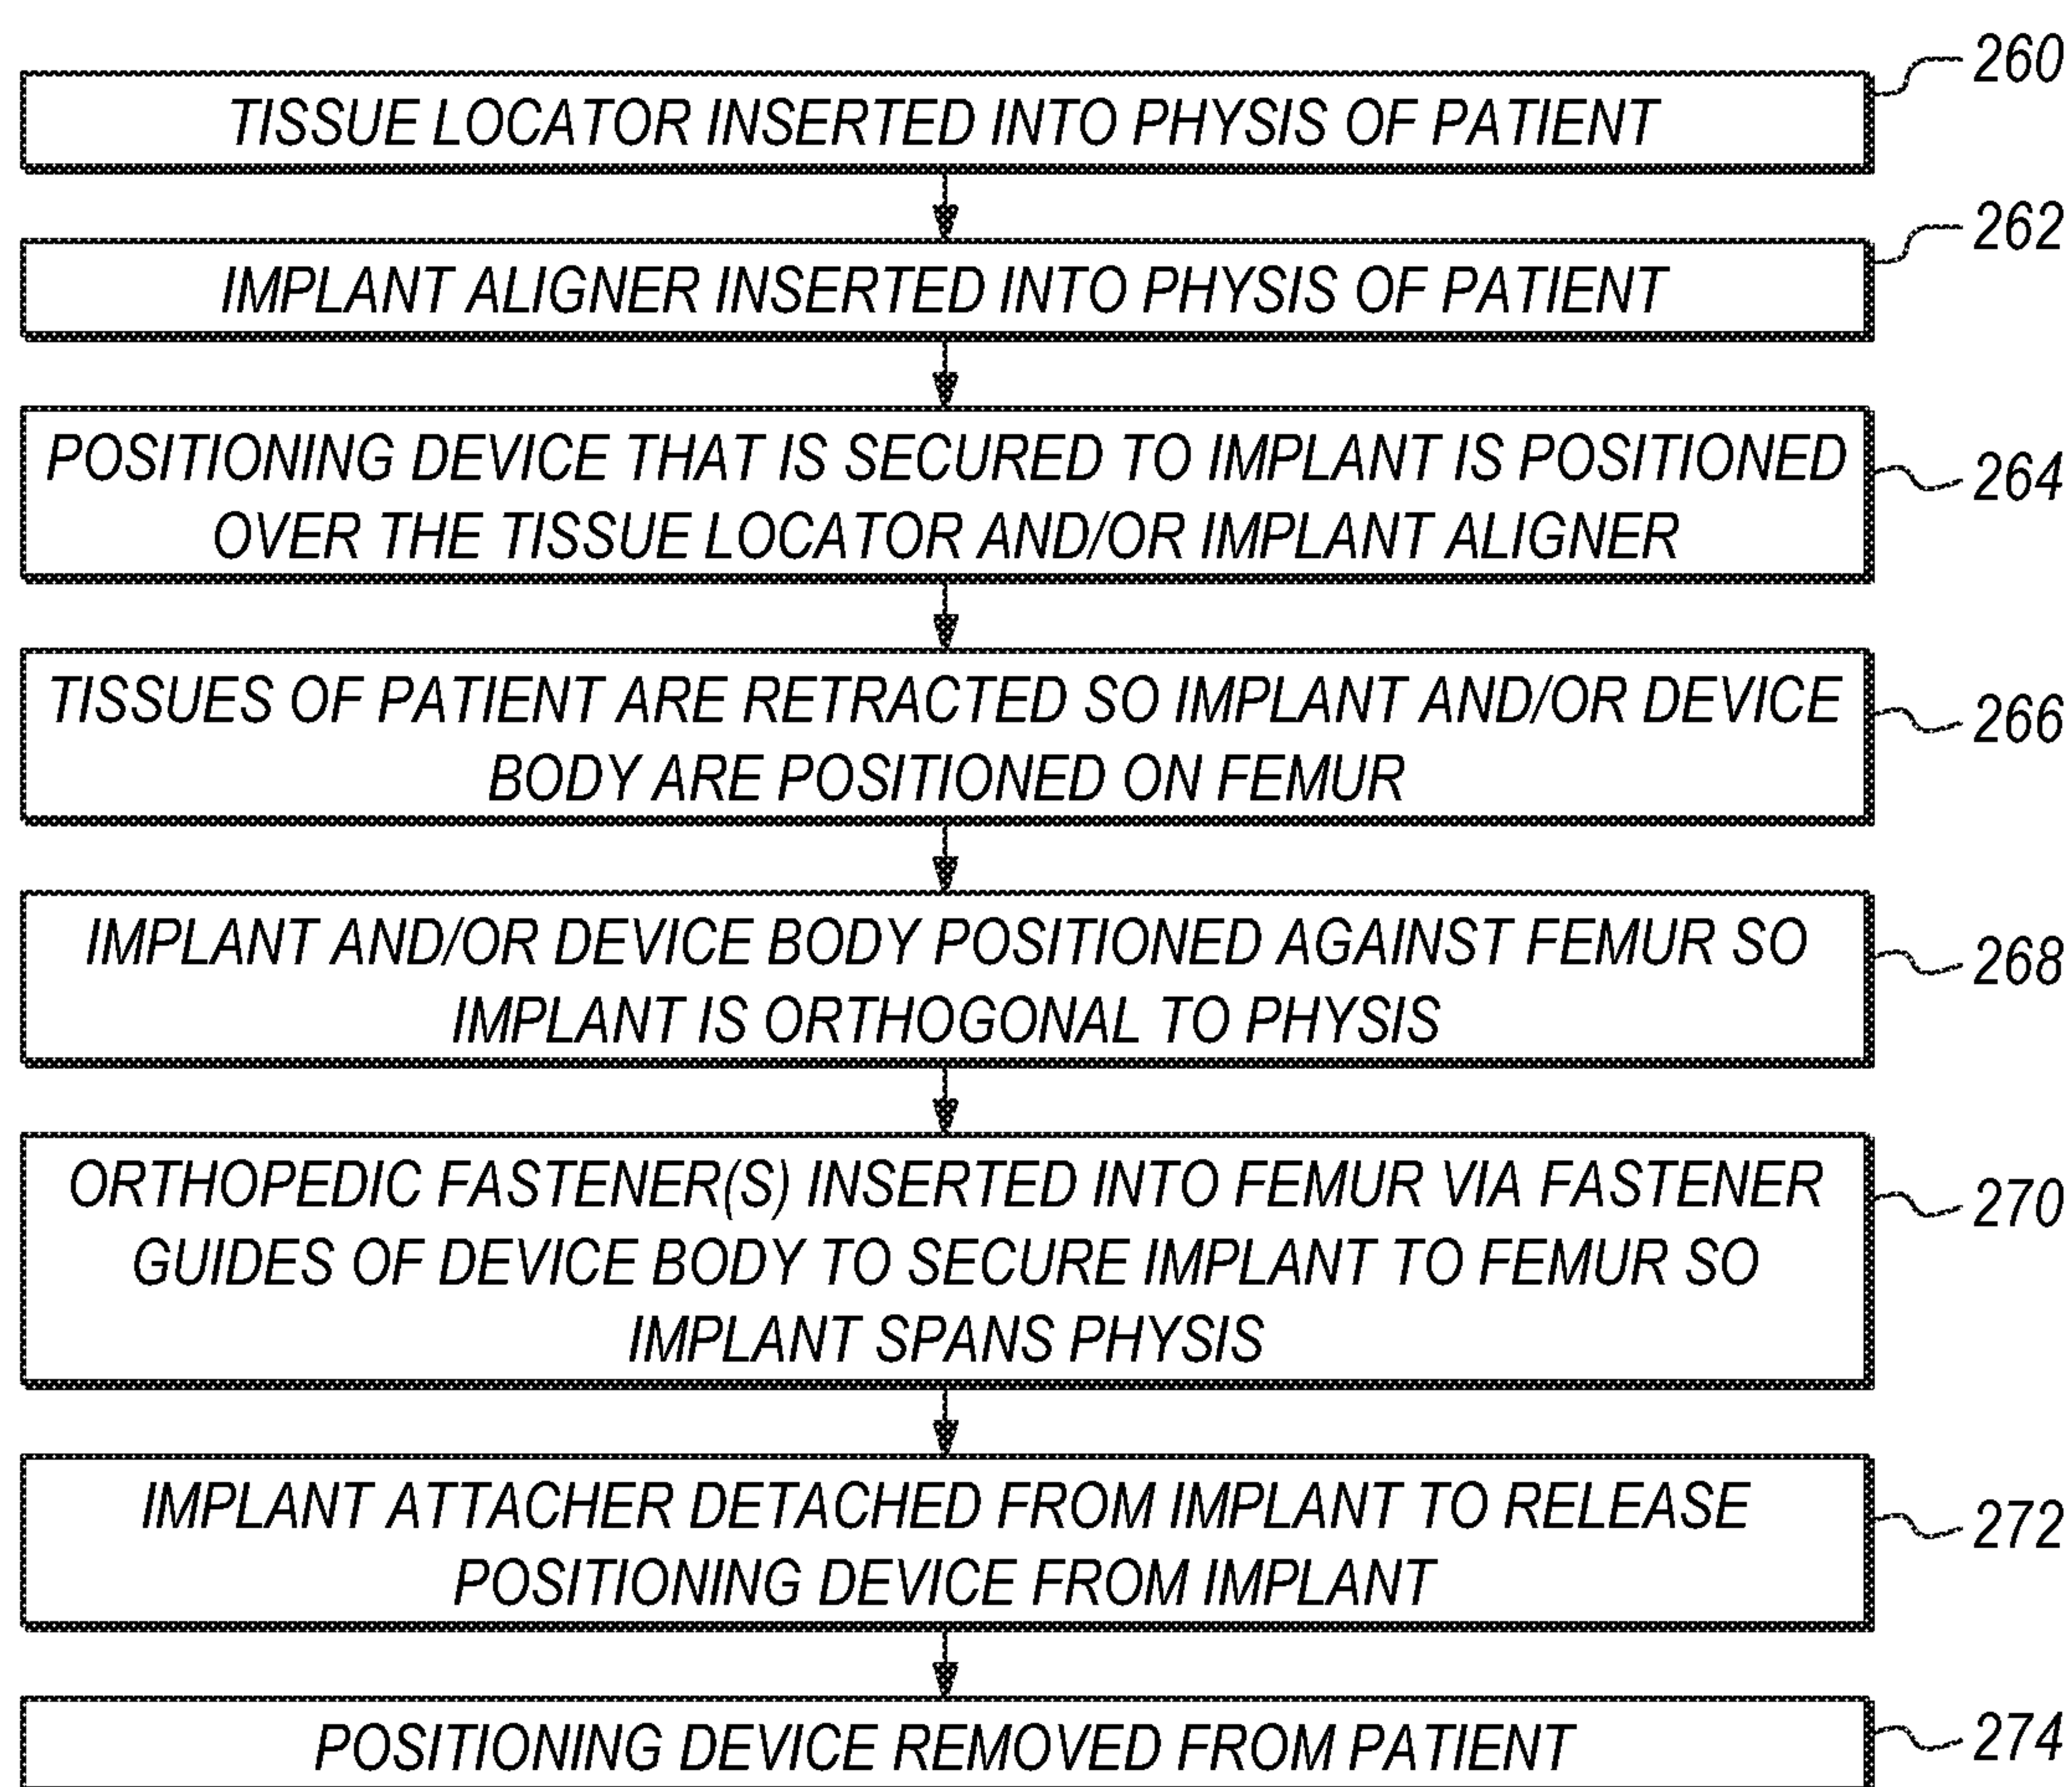 TISSUE LOCATOR INSERTED INTO PHYSIS OF PATIENT
260
IMPLANT ALIGNER INSERTED INTO PHYSIS OF PATIENT
262
POSITIONING DEVICE THAT IS SECURED TO IMPLANT IS POSITIONED
OVER THE TISSUE LOCATOR AND/OR IMPLANT ALIGNER
264
TISSUES OF PATIENT ARE RETRACTED SO IMPLANT AND/OR DEVICE
BODY ARE POSITIONED ON FEMUR
266
IMPLANT AND/OR DEVICE BODY POSITIONED AGAINST FEMUR SO
IMPLANT IS ORTHOGONAL TO PHYSIS
268
ORTHOPEDIC FASTENER(S) INSERTED INTO FEMUR VIA FASTENER
GUIDES OF DEVICE BODY TO SECURE IMPLANT TO FEMUR SO
IMPLANT SPANS PHYSIS
270
IMPLANT ATTACHER DETACHED FROM IMPLANT TO RELEASE
POSITIONING DEVICE FROM IMPLANT
272
POSITIONING DEVICE REMOVED FROM PATIENT
274